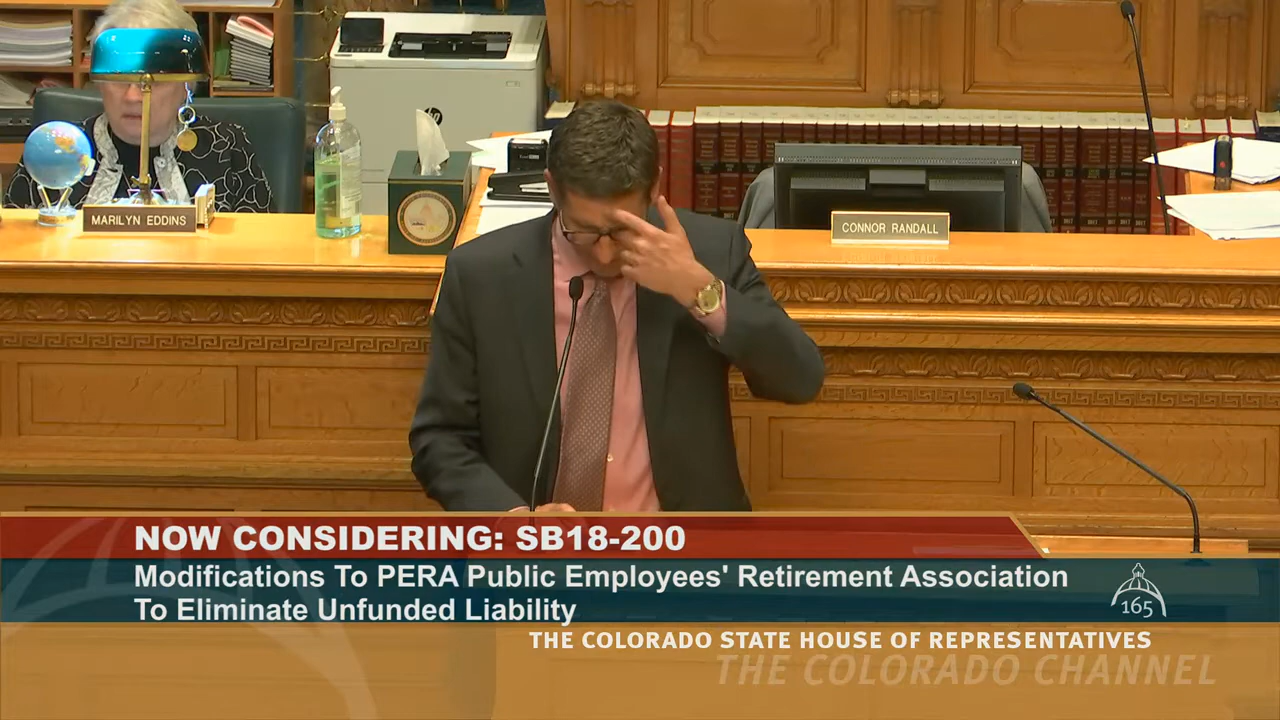 MARILYN EDDINS
CONNOR RANDALL
NOW CONSIDERING: SB18-200
Modifications To PERA Public Employees' Retirement Association
To Eliminate Unfunded Liability
165
THE COLORADO STATE HOUSE OF REPRESENTATIVES
THE COLORADO CHANNEL